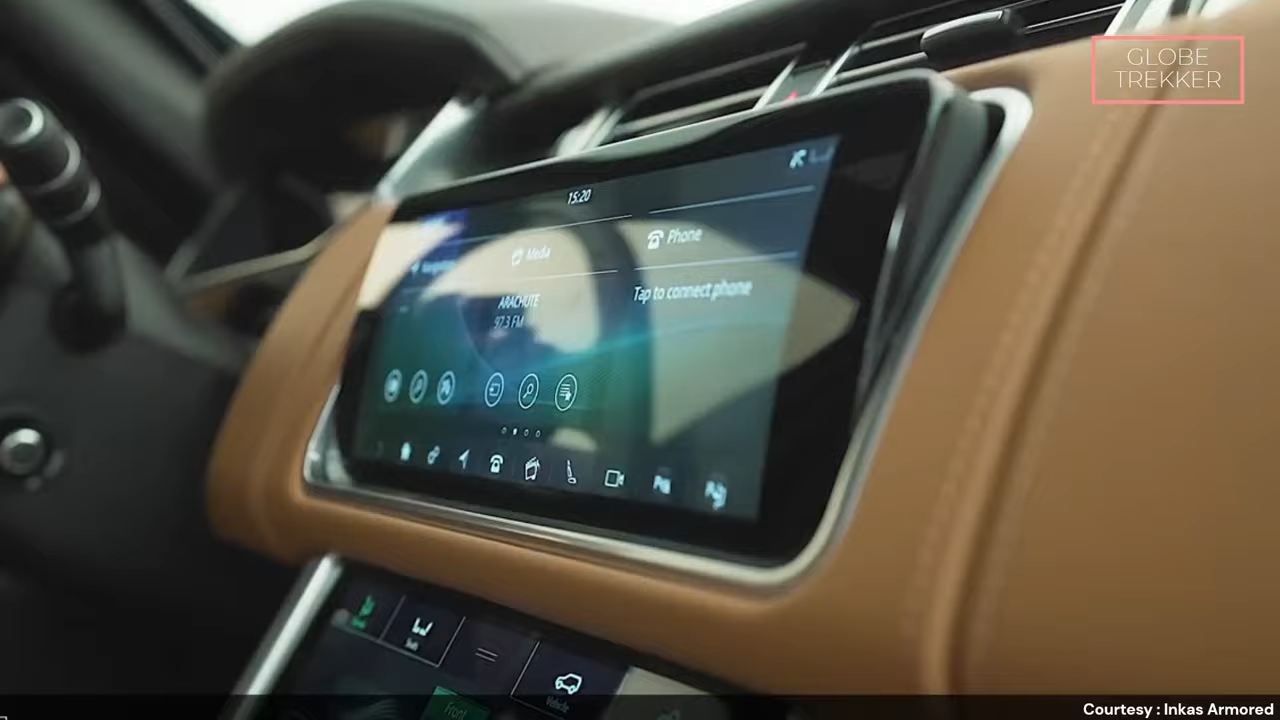 GLOBE
TREKKER
15:20
Media
Phone
ARACHUTE
97.3 FM
Tap to connect phone
Front
Vehicle
Courtesy : Inkas Armored